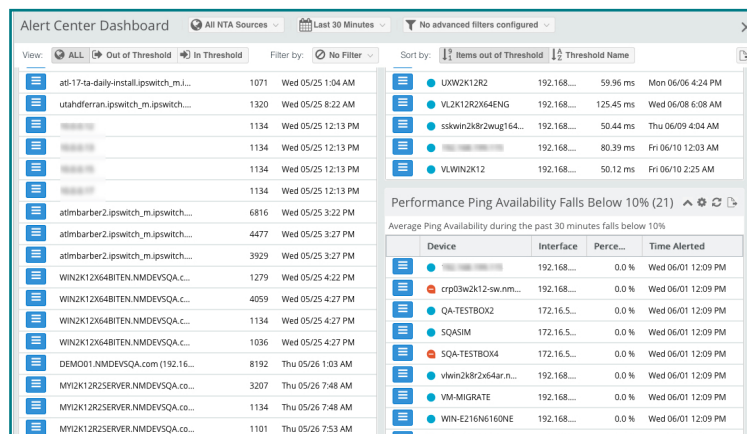 Alert Center Dashboard All NTA Sources Last 30 Minutes No advanced filters configured
View: ALL Out of Threshold In Threshold Filter by: No Filter Sort by: Items out of Threshold Threshold Name
atl-17-ta-daily-install.ipswitch_m.i... 1071 Wed 05/25 1:04 AM
utahdferran.ipswitch_m.ipswitch.... 1320 Wed 05/25 8:22 AM
1134 Wed 05/25 12:13 PM
1134 Wed 05/25 12:13 PM
1134 Wed 05/25 12:13 PM
1134 Wed 05/25 12:13 PM
atlmbarber2.ipswitch_m.ipswitch.... 6816 Wed 05/25 3:22 PM
atlmbarber2.ipswitch_m.ipswitch.... 4477 Wed 05/25 3:27 PM
atlmbarber2.ipswitch_m.ipswitch.... 3929 Wed 05/25 3:27 PM
WIN2K12X64BITEN.NMDEVSQA.c... 1279 Wed 05/25 4:22 PM
WIN2K12X64BITEN.NMDEVSQA.c... 4059 Wed 05/25 4:27 PM
WIN2K12X64BITEN.NMDEVSQA.c... 1134 Wed 05/25 4:27 PM
WIN2K12X64BITEN.NMDEVSQA.c... 1036 Wed 05/25 4:27 PM
DEMO01.NMDEVSQA.com (192.16... 8192 Thu 05/26 1:03 AM
MYI2K12R2SERVER.NMDEVSQA.co... 3207 Thu 05/26 7:48 AM
MYI2K12R2SERVER.NMDEVSQA.co... 1134 Thu 05/26 7:48 AM
MYI2K12R2SERVER.NMDEVSQA.co... 1101 Thu 05/26 7:53 AM
UXW2K12R2 192.168.... 59.96 ms Mon 06/06 4:24 PM
VL2K12R2X64ENG 192.168.... 125.45 ms Wed 06/08 6:08 AM
sskwin2k8r2wug164... 192.168.... 50.44 ms Thu 06/09 4:04 AM
192.168.... 80.39 ms Fri 06/10 12:03 AM
VLWIN2K12 192.168.... 50.12 ms Fri 06/10 2:25 AM
Performance Ping Availability Falls Below 10% (21)
Average Ping Availability during the past 30 minutes falls below 10%
Device Interface Perce... Time Alerted
192.168.... 0.0 % Wed 06/01 12:09 PM
crp03w2k12-sw.nm... 192.168.... 0.0 % Wed 06/01 12:09 PM
QA-TESTBOX2 172.16.5... 0.0 % Wed 06/01 12:09 PM
SQASIM 172.16.5... 0.0 % Wed 06/01 12:09 PM
SQA-TESTBOX4 172.16.5... 0.0 % Wed 06/01 12:09 PM
vlwin2k8r2x64ar.n... 192.168.... 0.0 % Wed 06/01 12:09 PM
VM-MIGRATE 192.168.... 0.0 % Wed 06/01 12:09 PM
WIN-E216N6160NE 192.168.... 0.0 % Wed 06/01 12:09 PM